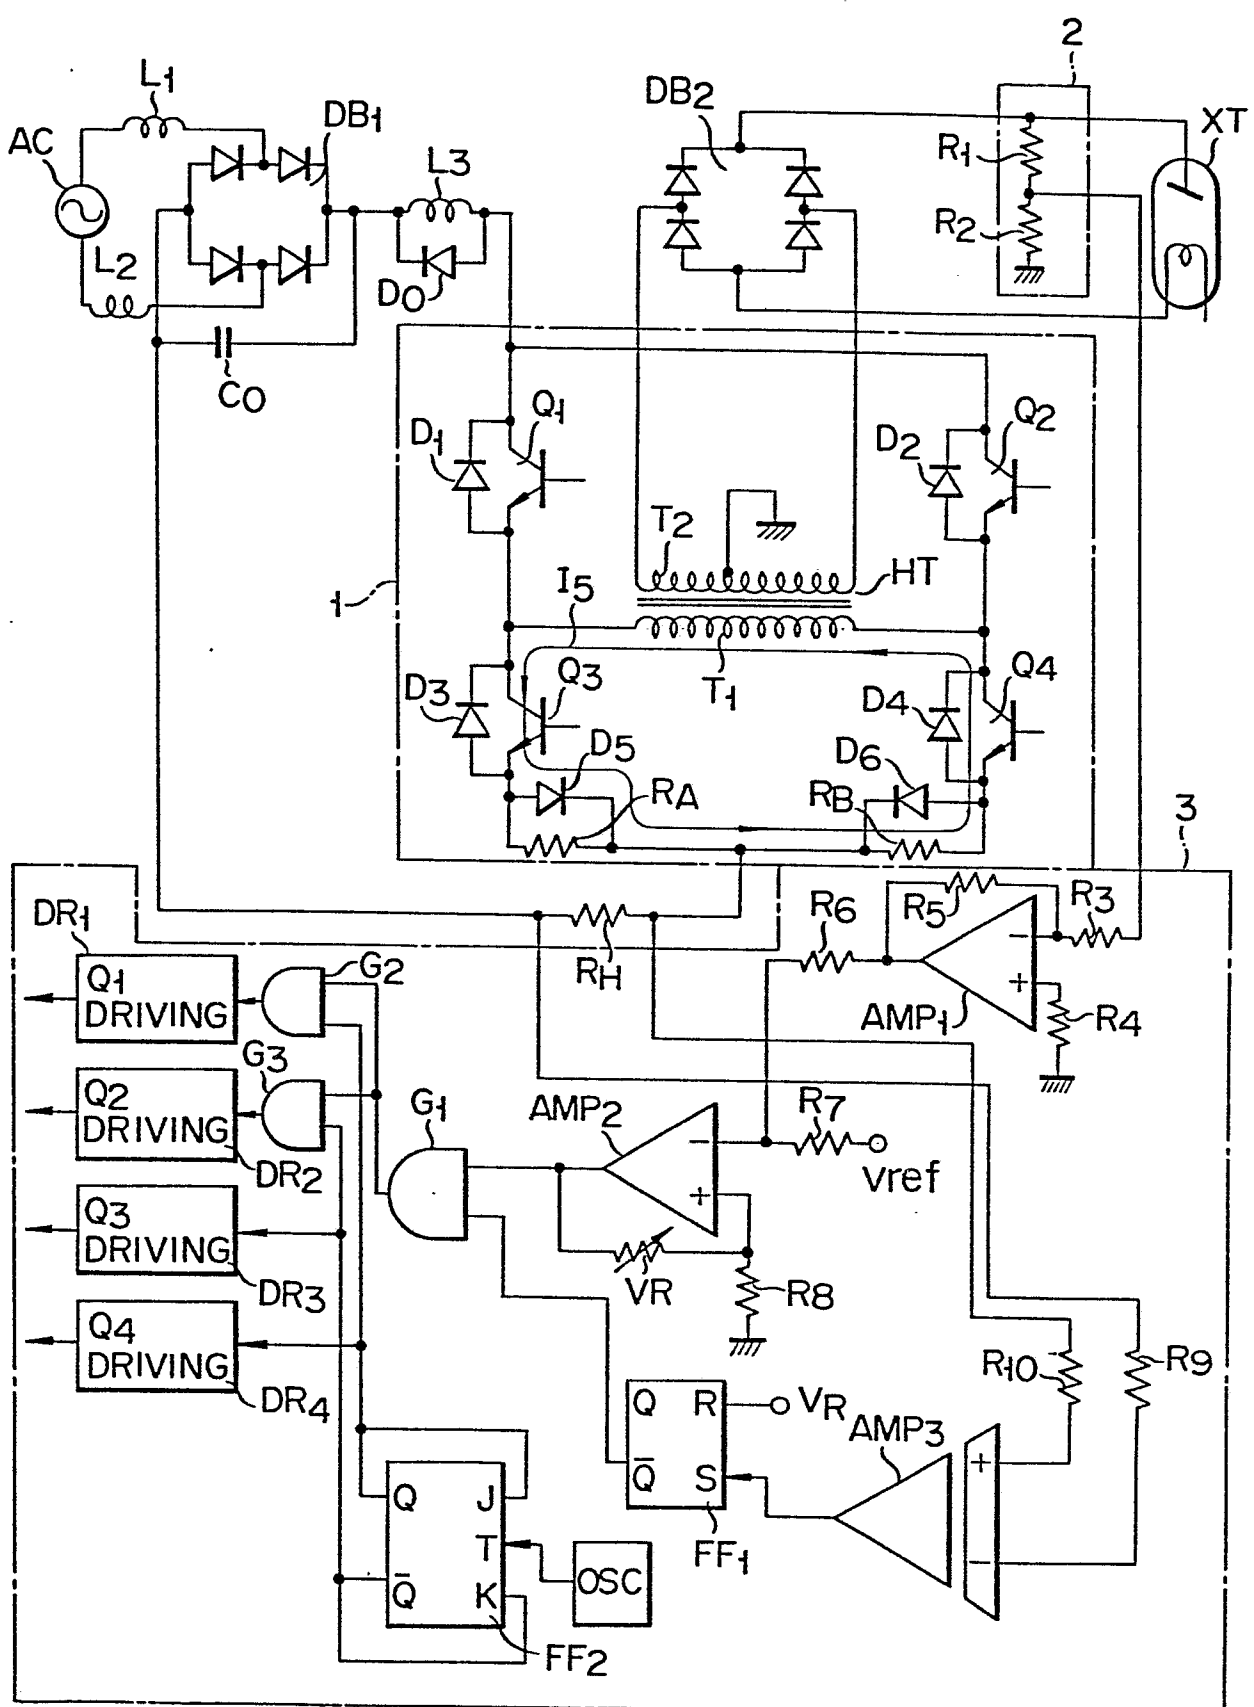 2
L1
DB2
DB1
XT
AC
R1
L3
R2
L2
D0
C0
Q1
Q2
D1
D2
T2
HT
I5
1
T1
Q3
Q4
D3
D4
D5
D6
RA
RB
3
R5
R3
R6
DR1
G2
RH
Q1
DRIVING
−
+
AMP1
R4
G3
Q2
DRIVING
G1
AMP2
R7
−
Vref
DR2
+
Q3
DRIVING
VR
R8
DR3
Q4
DRIVING
R10
R9
DR4
Q R
VR
AMP3
Q̄ S
+
Q J
FF1
T
−
OSC
Q̄ K
FF2